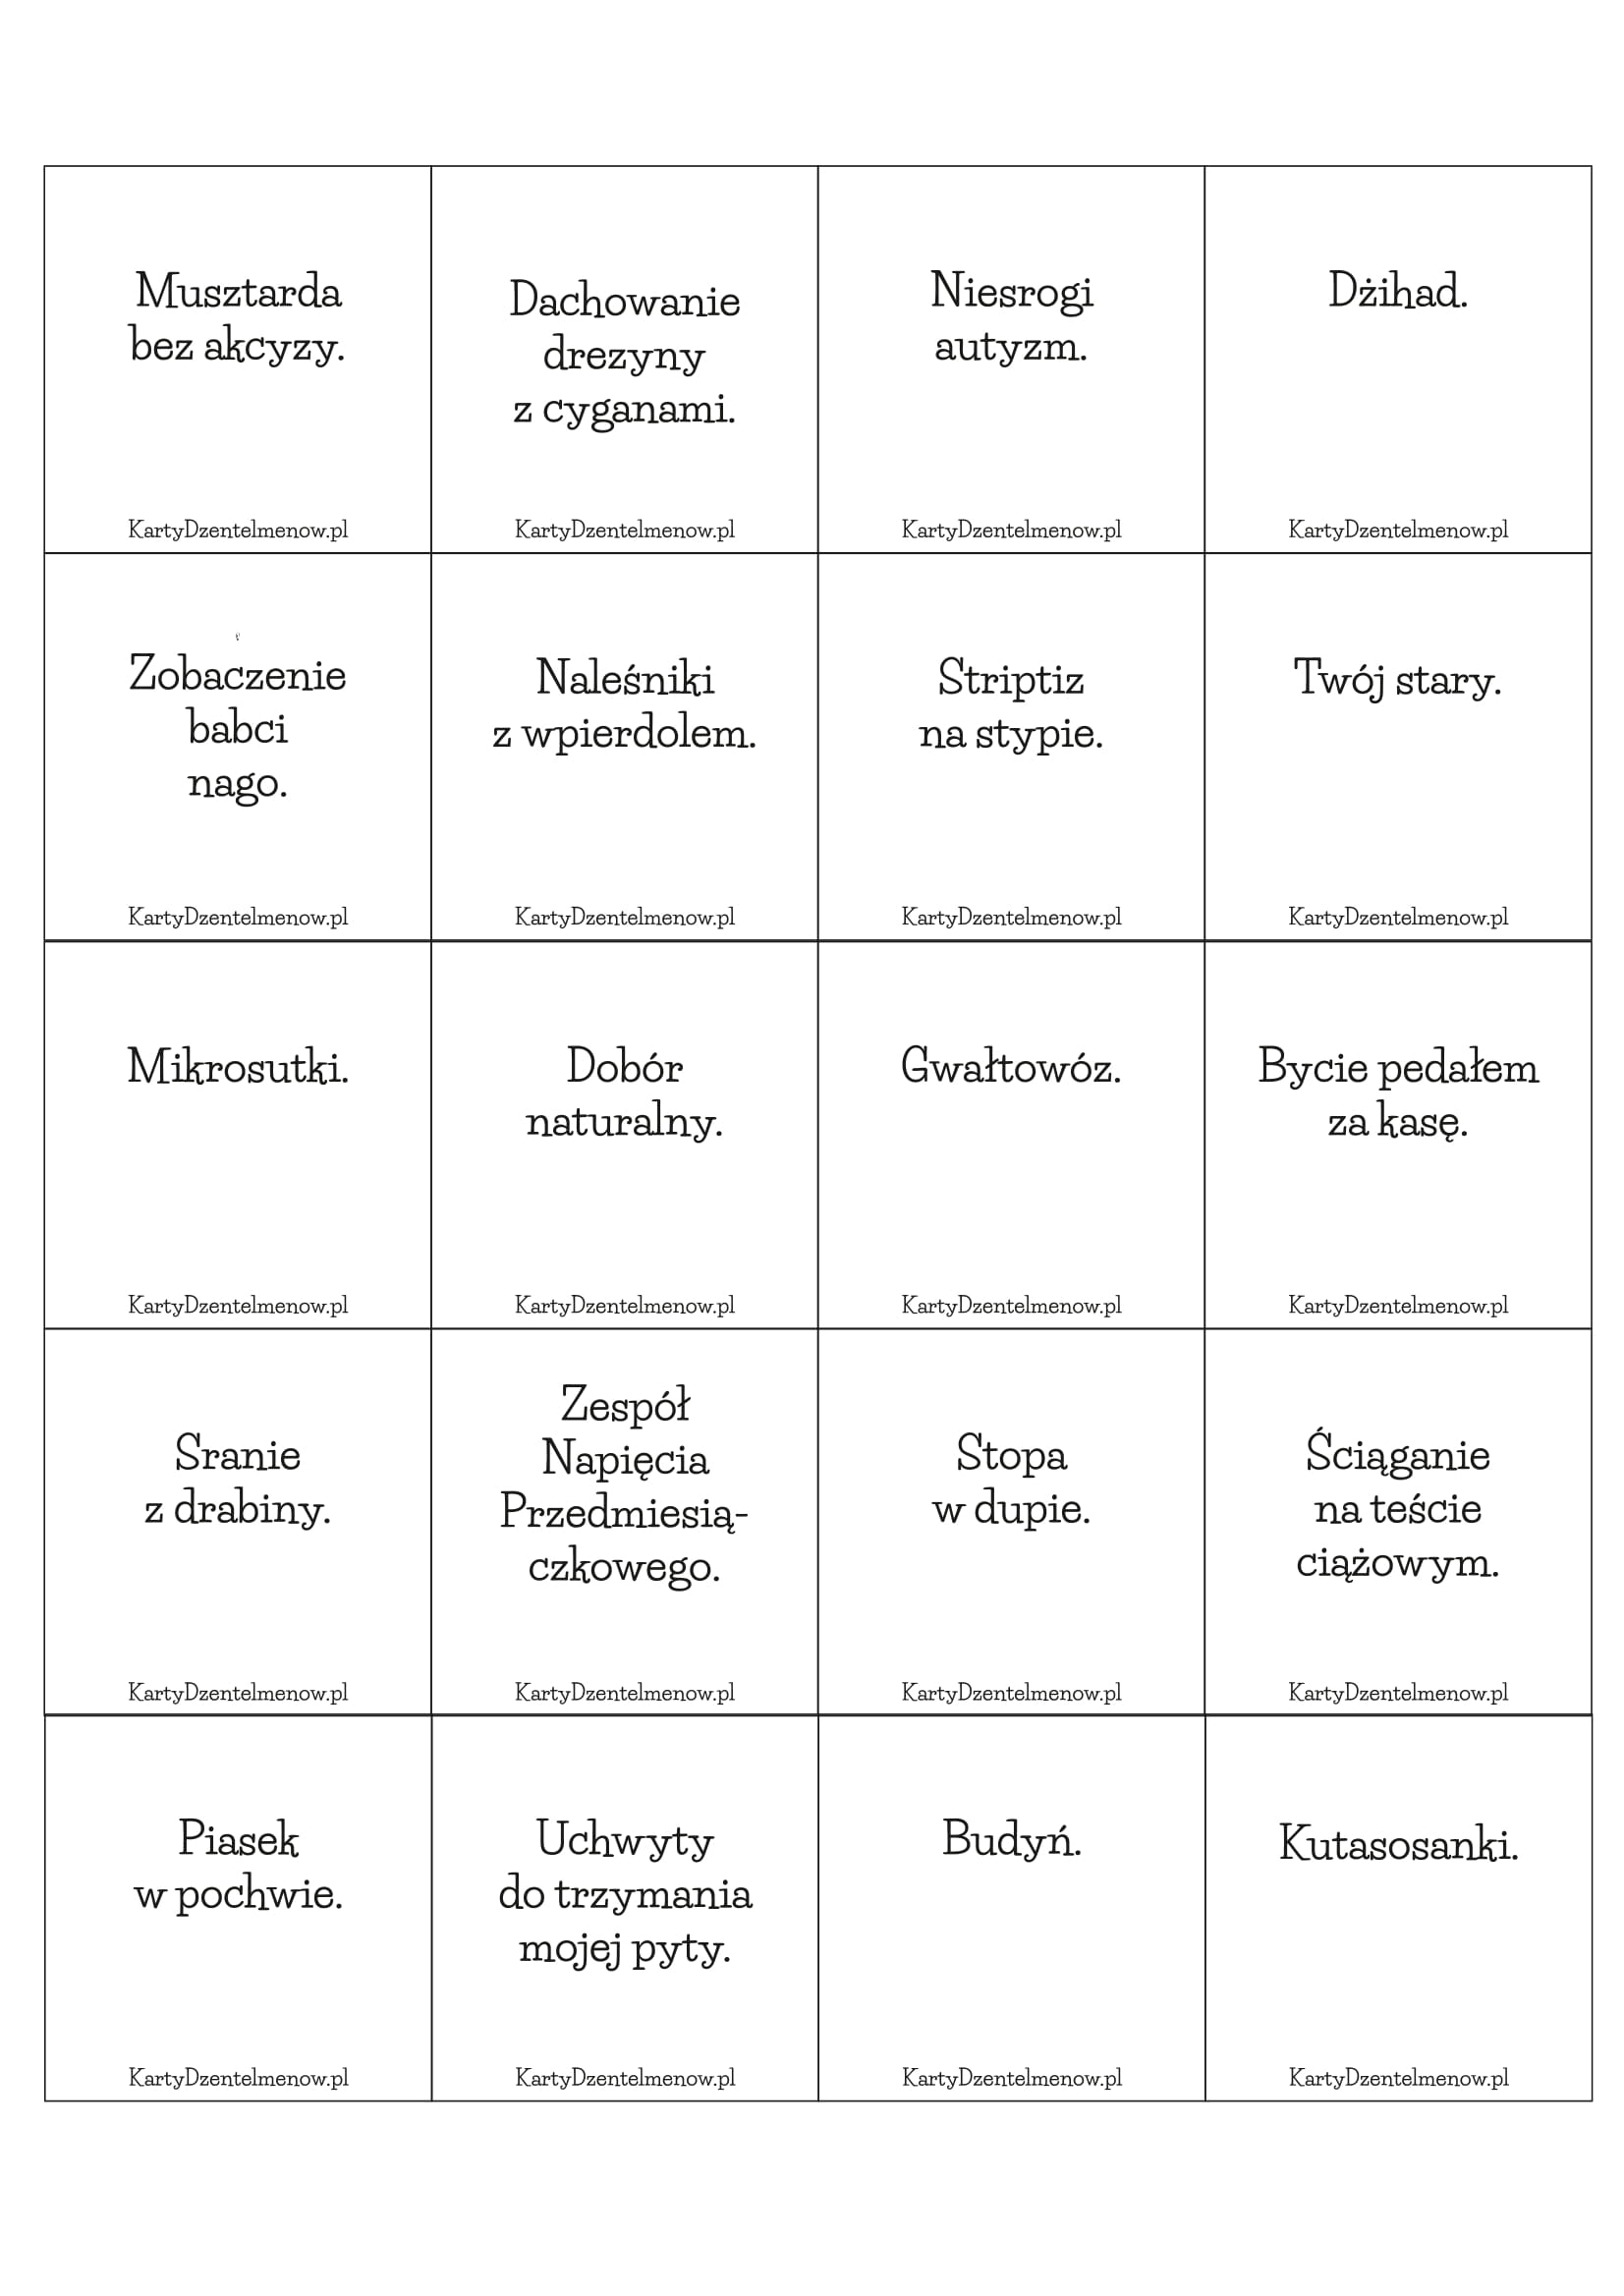 Musztarda
bez akcyzy.
KartyDzentelmenow.pl
Dachowanie
drezyny
z cyganami.
KartyDzentelmenow.pl
Niesrogi
autyzm.
KartyDzentelmenow.pl
Dżihad.
KartyDzentelmenow.pl
Zobaczenie
babci
nago.
KartyDzentelmenow.pl
Naleśniki
z wpierdolem.
KartyDzentelmenow.pl
Striptiz
na stypie.
KartyDzentelmenow.pl
Twój stary.
KartyDzentelmenow.pl
Mikrosutki.
KartyDzentelmenow.pl
Dobór
naturalny.
KartyDzentelmenow.pl
Gwałtowóz.
KartyDzentelmenow.pl
Bycie pedałem
za kasę.
KartyDzentelmenow.pl
Sranie
z drabiny.
KartyDzentelmenow.pl
Zespół
Napięcia
Przedmiesią-
czkowego.
KartyDzentelmenow.pl
Stopa
w dupie.
KartyDzentelmenow.pl
Ściąganie
na teście
ciążowym.
KartyDzentelmenow.pl
Piasek
w pochwie.
KartyDzentelmenow.pl
Uchwyty
do trzymania
mojej pyty.
KartyDzentelmenow.pl
Budyń.
KartyDzentelmenow.pl
Kutasosanki.
KartyDzentelmenow.pl